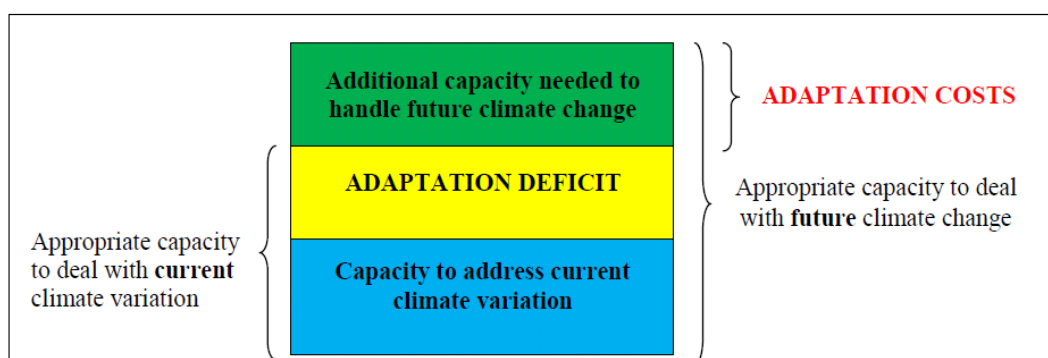 Additional capacity needed to
handle future climate change
ADAPTATION COSTS
ADAPTATION DEFICIT
Appropriate capacity to deal
with future climate change
Appropriate capacity
to deal with current
climate variation
Capacity to address current
climate variation